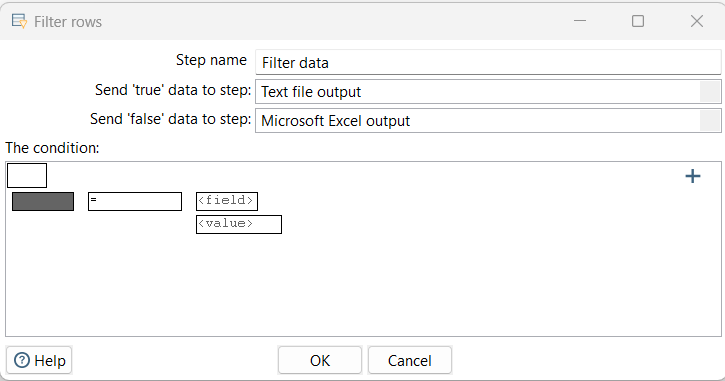 Filter rows
Step name Filter data
Send 'true' data to step: Text file output
Send 'false' data to step: Microsoft Excel output
The condition:
= <field>
<value>
Help OK Cancel